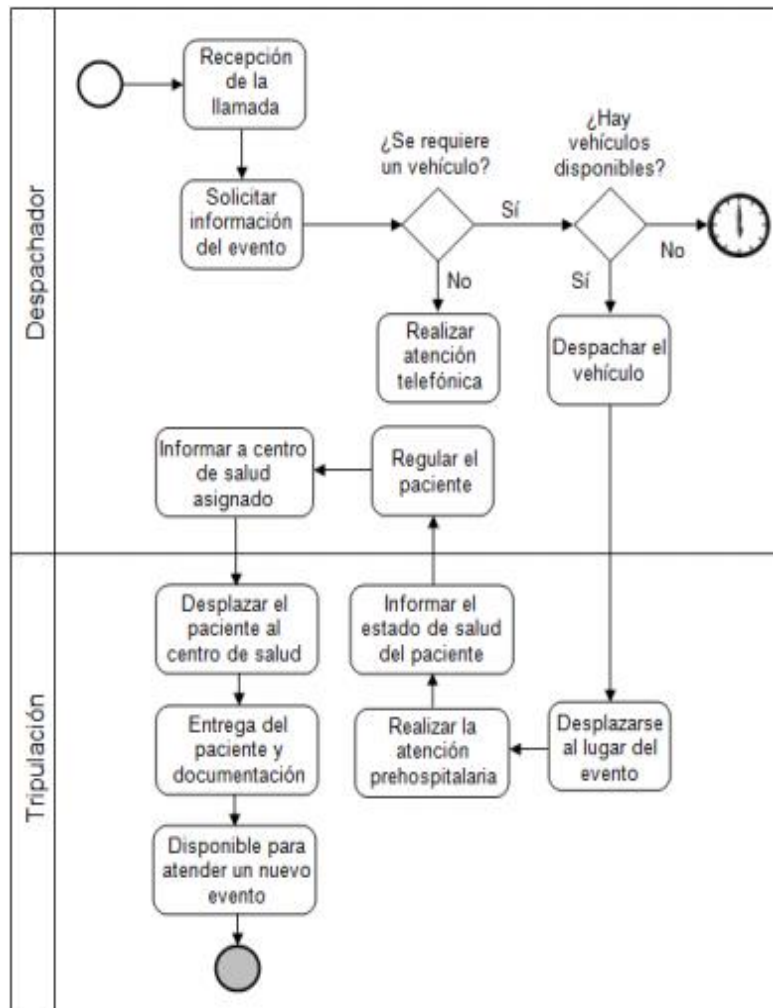 Despachador
Recepción
de la
llamada
Solicitar
información
del evento
¿Se requiere
un vehículo?
Sí
No
¿Hay
vehículos
disponibles?
No
Sí
Realizar
atención
telefónica
Despachar el
vehículo
Regular el
paciente
Informar a centro
de salud
asignado
Tripulación
Desplazar el
paciente al
centro de salud
Informar el
estado de salud
del paciente
Entrega del
paciente y
documentación
Realizar la
atención
prehospitalaria
Desplazarse
al lugar del
evento
Disponible para
atender un nuevo
evento